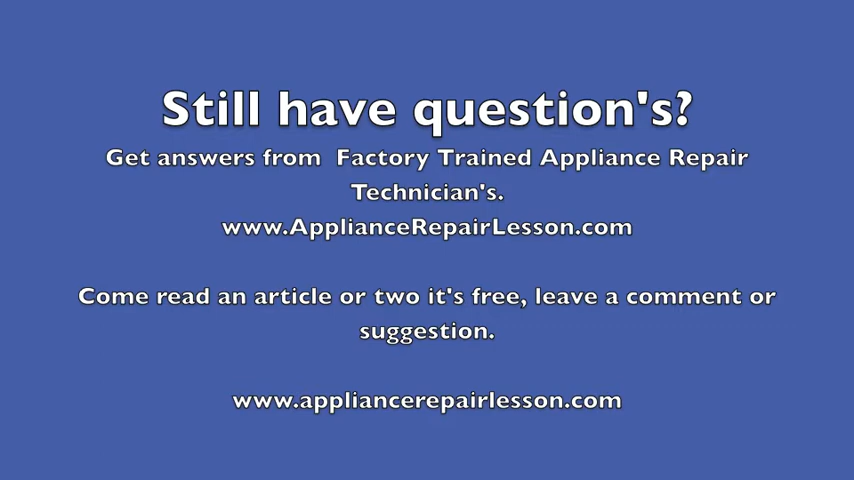 Still have question's?
Get answers from  Factory Trained Appliance Repair
Technician's.
www.ApplianceRepairLesson.com
Come read an article or two it's free, leave a comment or
suggestion.
www.appliancerepairlesson.com